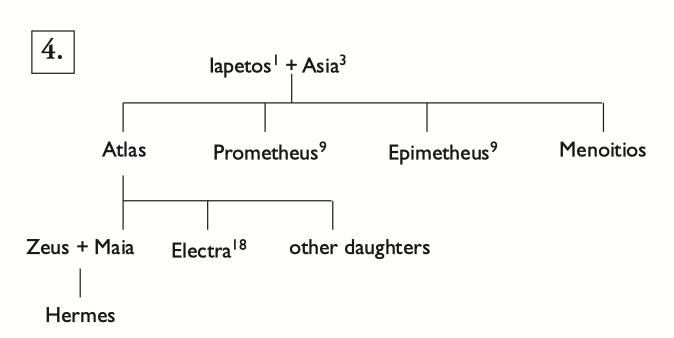 4.
Iapetos¹ + Asia³
Atlas Prometheus⁹ Epimetheus⁹ Menoitios
Zeus + Maia Electra¹⁸ other daughters
Hermes